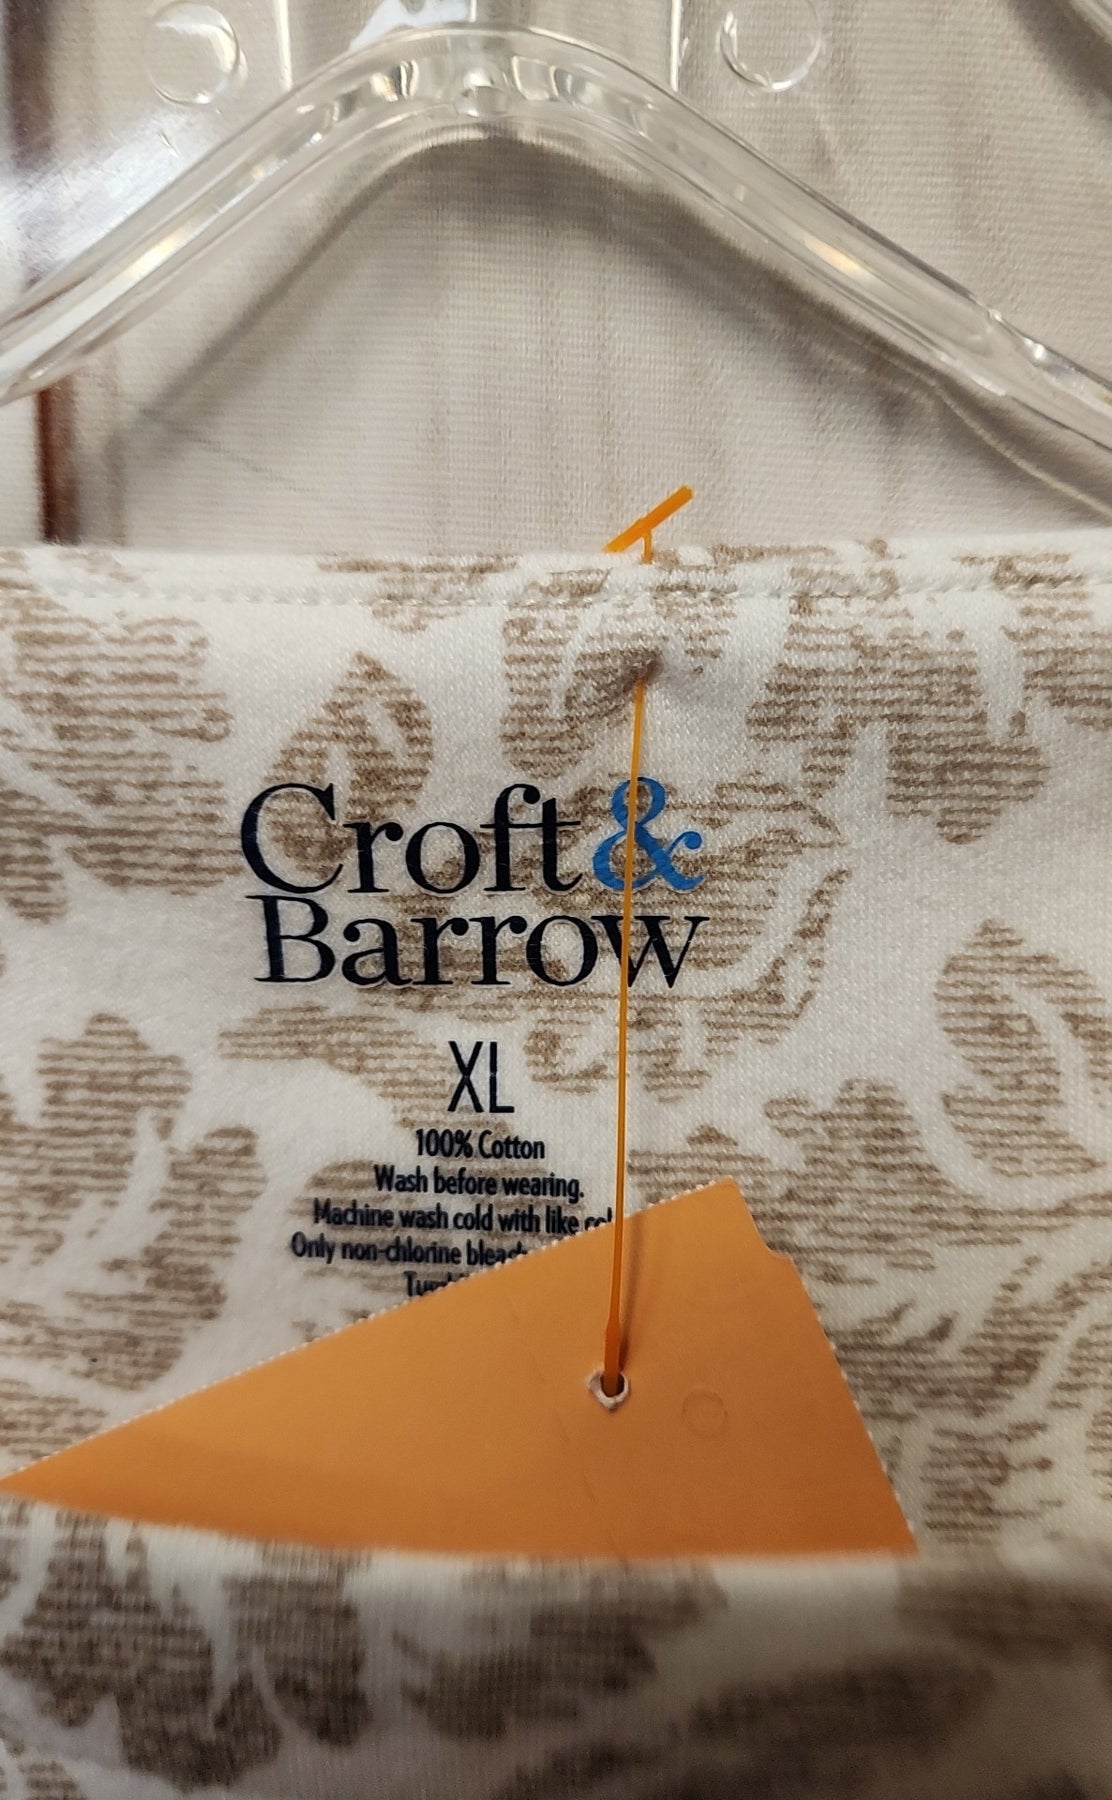 Croft &
Barrow
XL
100% Cotton
Wash before wearing.
Machine wash cold with like
Only non-chlorine